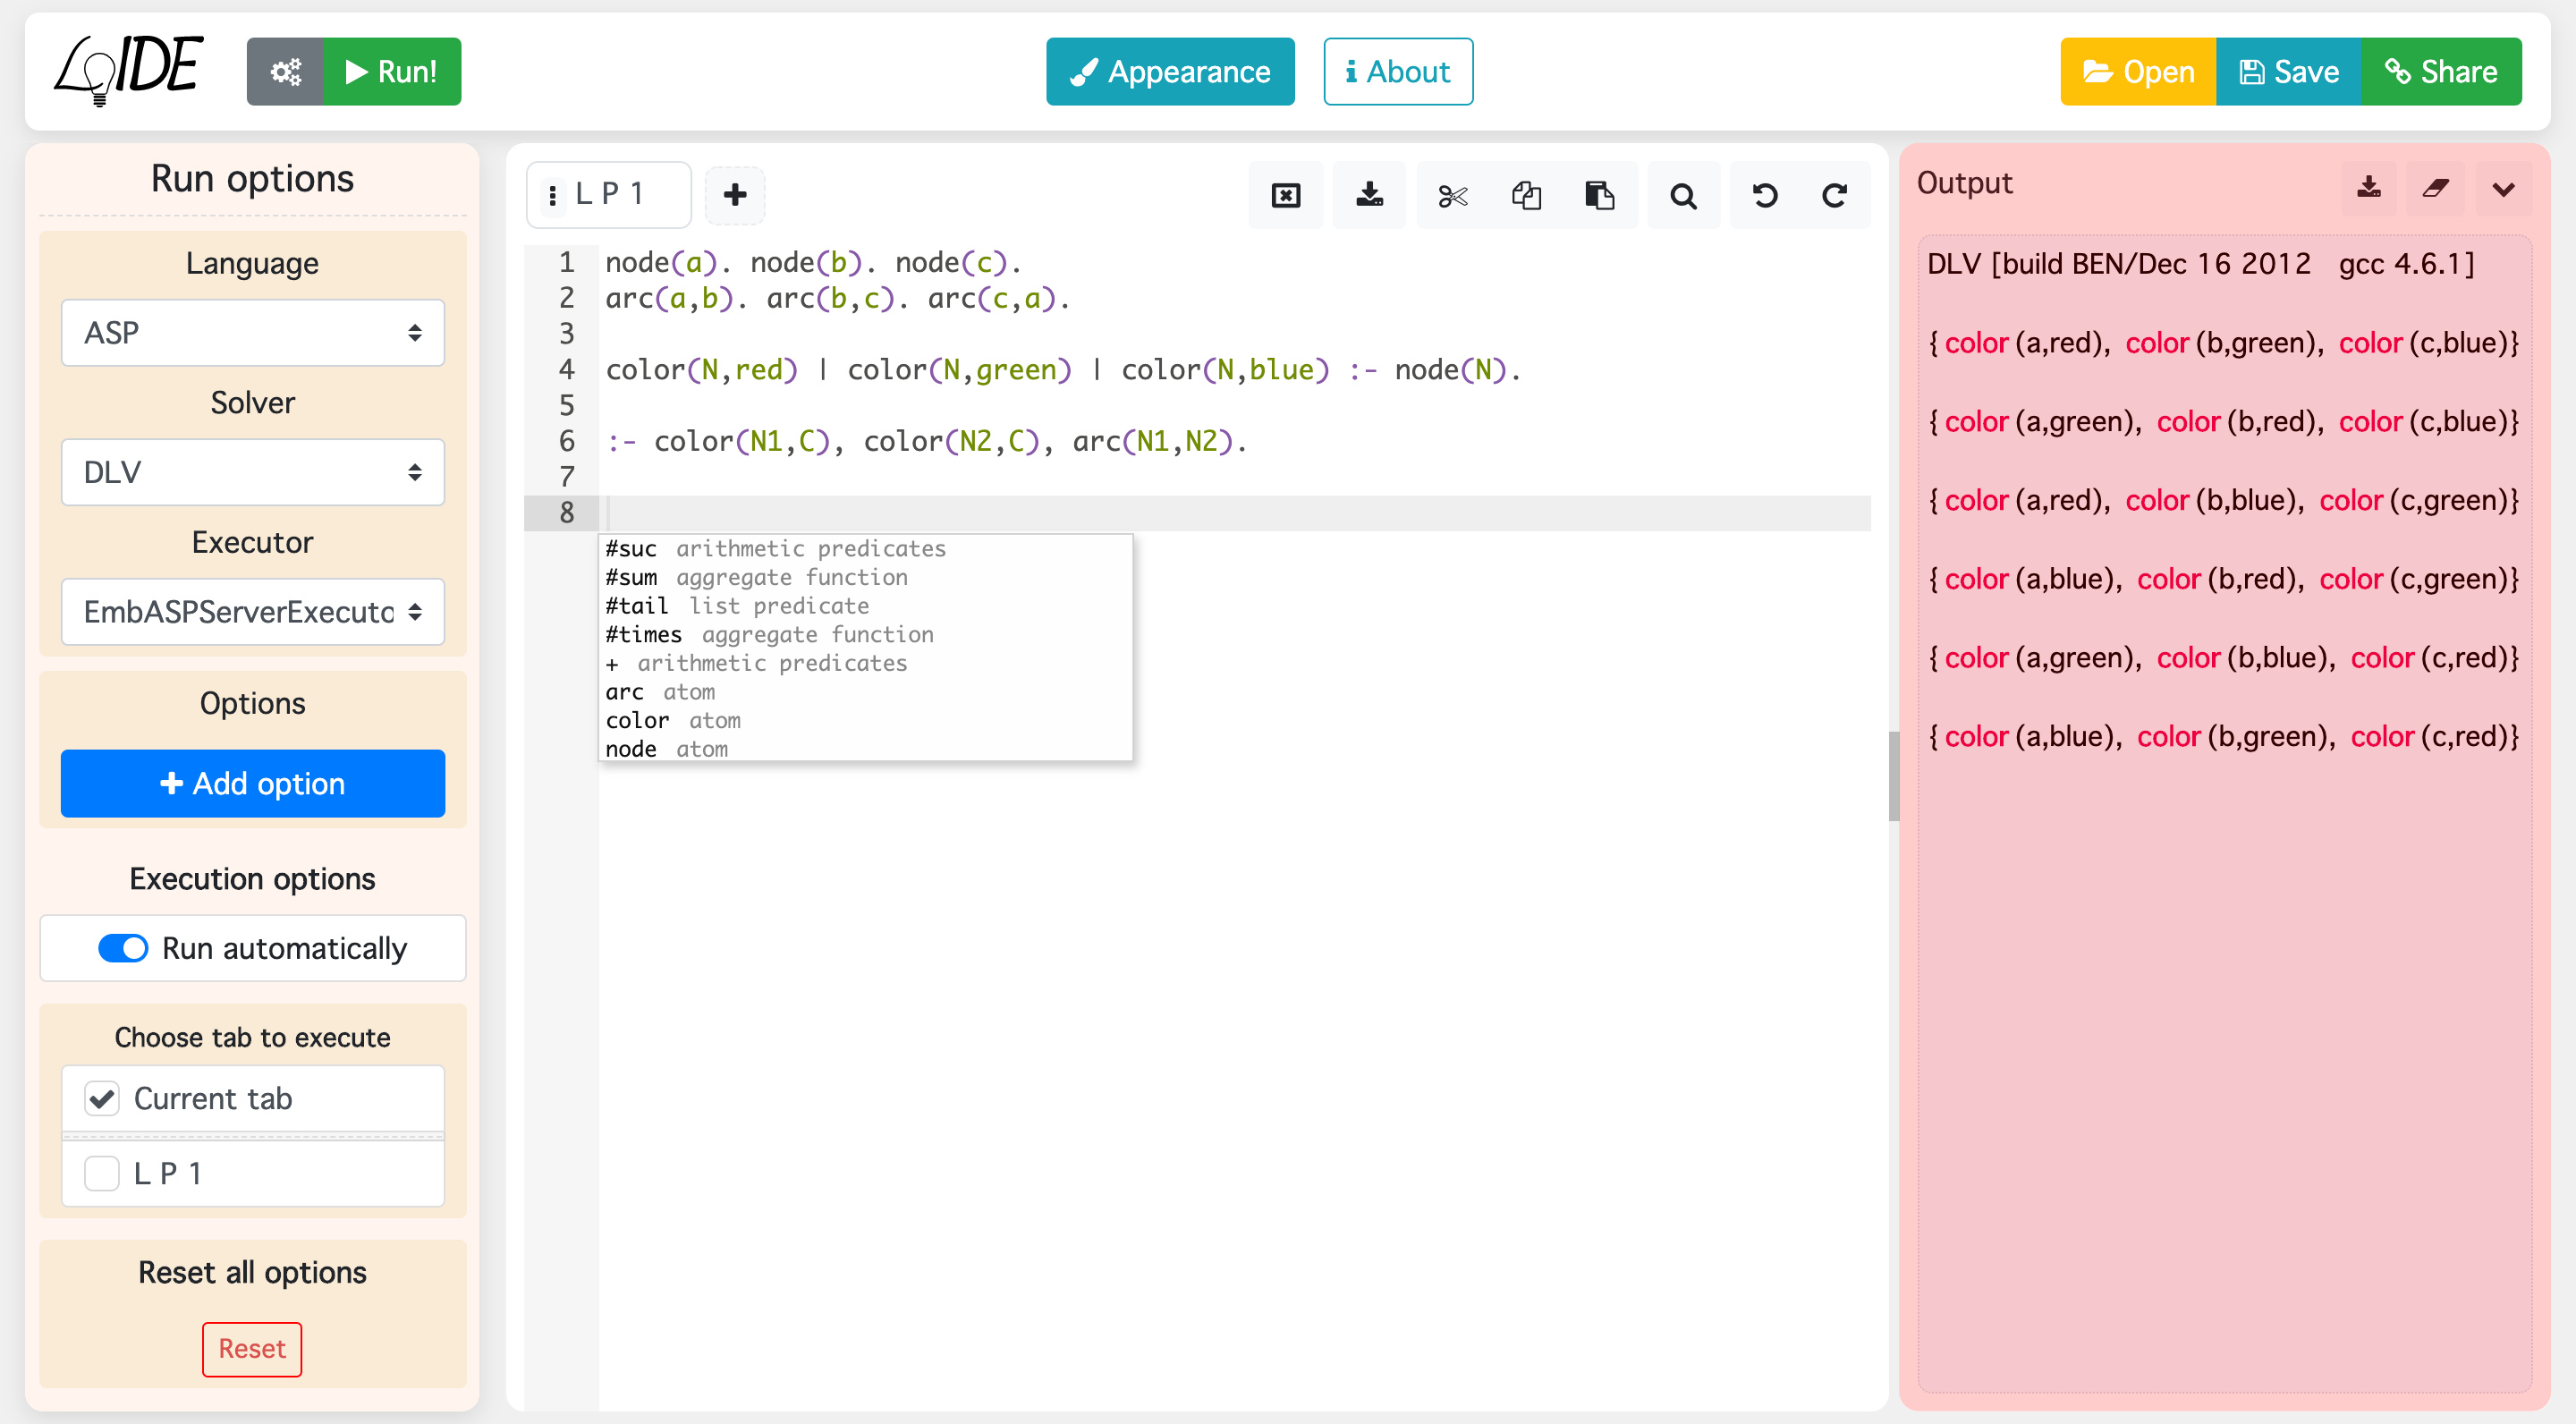 LoIDE
Run!
Appearance
About
Open
Save
Share
Run options
Language
ASP
Solver
DLV
Executor
EmbASPServerExecuto
Options
Add option
Execution options
Run automatically
Choose tab to execute
Current tab
L P 1
Reset all options
Reset
L P 1
1 node(a). node(b). node(c).
2 arc(a,b). arc(b,c). arc(c,a).
3
4 color(N,red) | color(N,green) | color(N,blue) :- node(N).
5
6 :- color(N1,C), color(N2,C), arc(N1,N2).
7
8
#suc arithmetic predicates
#sum aggregate function
#tail list predicate
#times aggregate function
+ arithmetic predicates
arc atom
color atom
node atom
Output
DLV [build BEN/Dec 16 2012 gcc 4.6.1]
{color(a,red), color(b,green), color(c,blue)}
{color(a,green), color(b,red), color(c,blue)}
{color(a,red), color(b,blue), color(c,green)}
{color(a,blue), color(b,red), color(c,green)}
{color(a,green), color(b,blue), color(c,red)}
{color(a,blue), color(b,green), color(c,red)}